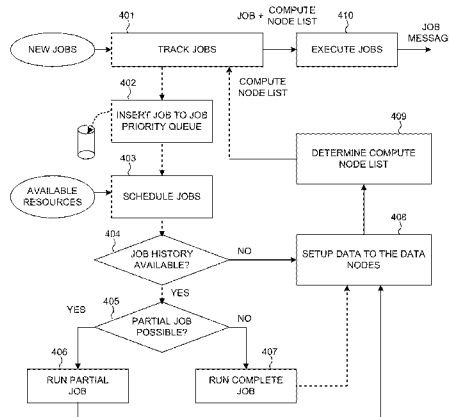 401
JOB + COMPUTE
NODE LIST
410
NEW JOBS
TRACK JOBS
EXECUTE JOBS
JOB
MESSAGE
402
COMPUTE
NODE LIST
INSERT JOB TO JOB
PRIORITY QUEUE
409
403
DETERMINE COMPUTE
NODE LIST
AVAILABLE
RESOURCES
SCHEDULE JOBS
404
408
JOB HISTORY
AVAILABLE?
NO
SETUP DATA TO THE DATA
NODES
YES
405
YES
PARTIAL JOB
POSSIBLE?
NO
406
407
RUN PARTIAL
JOB
RUN COMPLETE
JOB